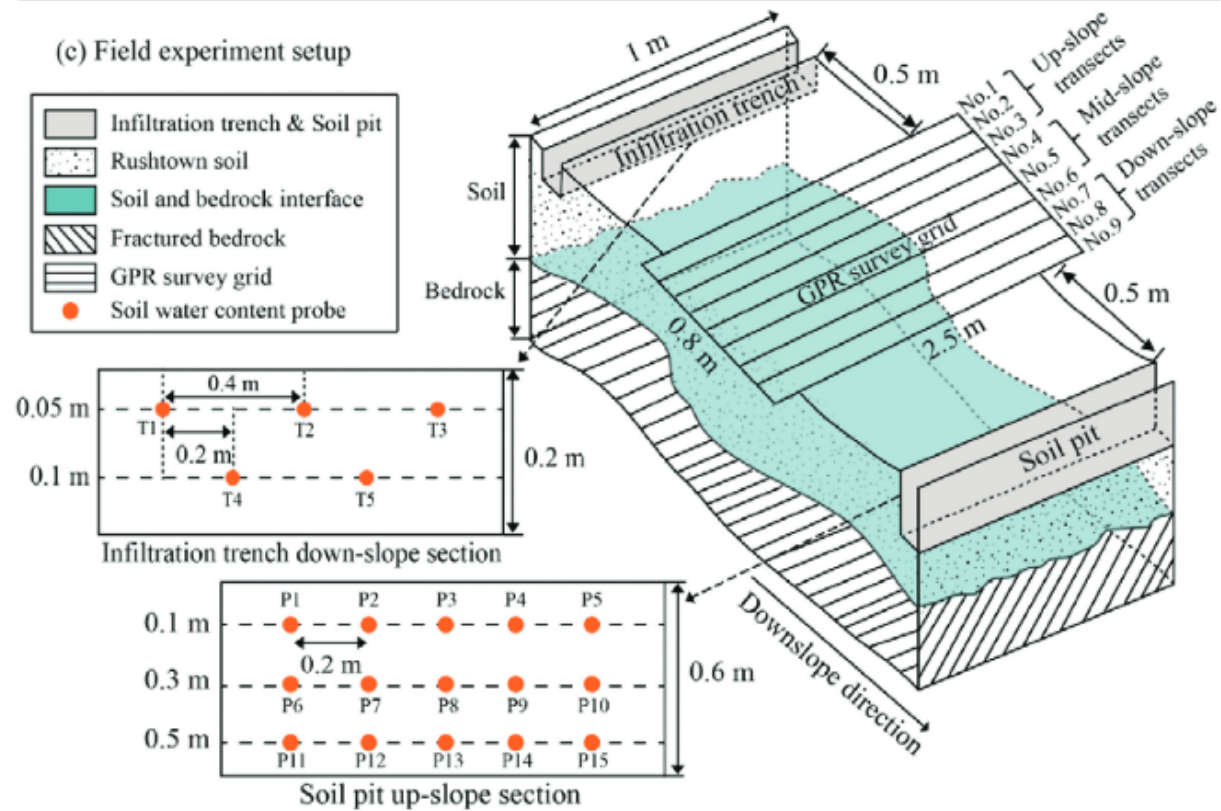 (c) Field experiment setup
Infiltration trench & Soil pit
Rushtown soil
Soil and bedrock interface
Fractured bedrock
GPR survey grid
Soil water content probe
1 m
0.5 m
Infiltration trench
No.1
No.2
No.3
No.4
No.5
No.6
No.7
No.8
No.9
Up-slope
transects
Mid-slope
transects
Down-slope
transects
Soil
Bedrock
GPR survey grid
0.8 m
2.5 m
0.5 m
Soil pit
Downslope direction
0.4 m
0.05 m
T1
T2
T3
0.2 m
0.2 m
0.1 m
T4
T5
Infiltration trench down-slope section
P1
P2
P3
P4
P5
0.1 m
0.2 m
0.6 m
0.3 m
P6
P7
P8
P9
P10
0.5 m
P11
P12
P13
P14
P15
Soil pit up-slope section